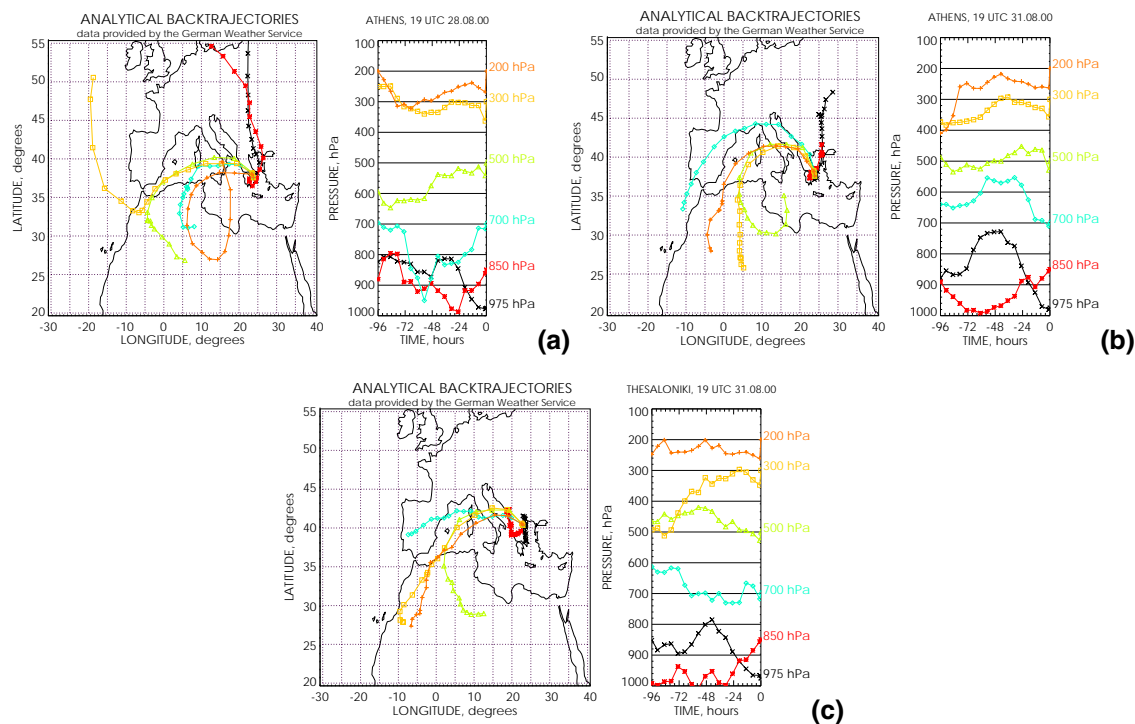 ANALYTICAL BACKTRAJECTORIES
data provided by the German Weather Service
ATHENS, 19 UTC 28.08.00
LATITUDE, degrees
55
50
45
40
35
30
25
20
-30 -20 -10 0 10 20 30 40
LONGITUDE, degrees
PRESSURE, hPa
100
200
300
400
500
600
700
800
900
1000
200 hPa
300 hPa
500 hPa
700 hPa
850 hPa
975 hPa
-96 -72 -48 -24 0
TIME, hours
(a)
ANALYTICAL BACKTRAJECTORIES
data provided by the German Weather Service
ATHENS, 19 UTC 31.08.00
LATITUDE, degrees
55
50
45
40
35
30
25
20
-30 -20 -10 0 10 20 30 40
LONGITUDE, degrees
PRESSURE, hPa
100
200
300
400
500
600
700
800
900
1000
200 hPa
300 hPa
500 hPa
700 hPa
850 hPa
975 hPa
-96 -72 -48 -24 0
TIME, hours
(b)
ANALYTICAL BACKTRAJECTORIES
data provided by the German Weather Service
THESALONIKI, 19 UTC 31.08.00
LATITUDE, degrees
55
50
45
40
35
30
25
20
-30 -20 -10 0 10 20 30 40
LONGITUDE, degrees
PRESSURE, hPa
100
200
300
400
500
600
700
800
900
1000
200 hPa
300 hPa
500 hPa
700 hPa
850 hPa
975 hPa
-96 -72 -48 -24 0
TIME, hours
(c)